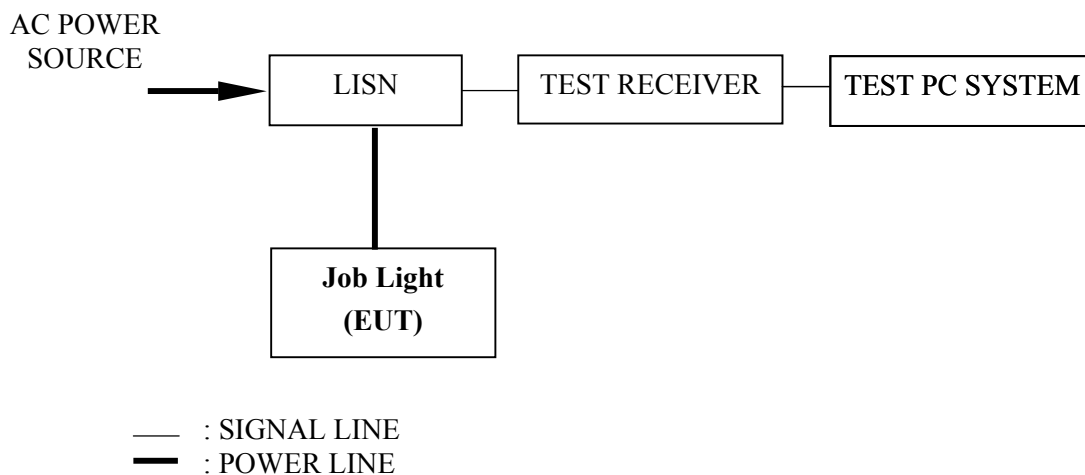 AC POWER
SOURCE
LISN
TEST RECEIVER
TEST PC SYSTEM
Job Light
(EUT)
: SIGNAL LINE
: POWER LINE